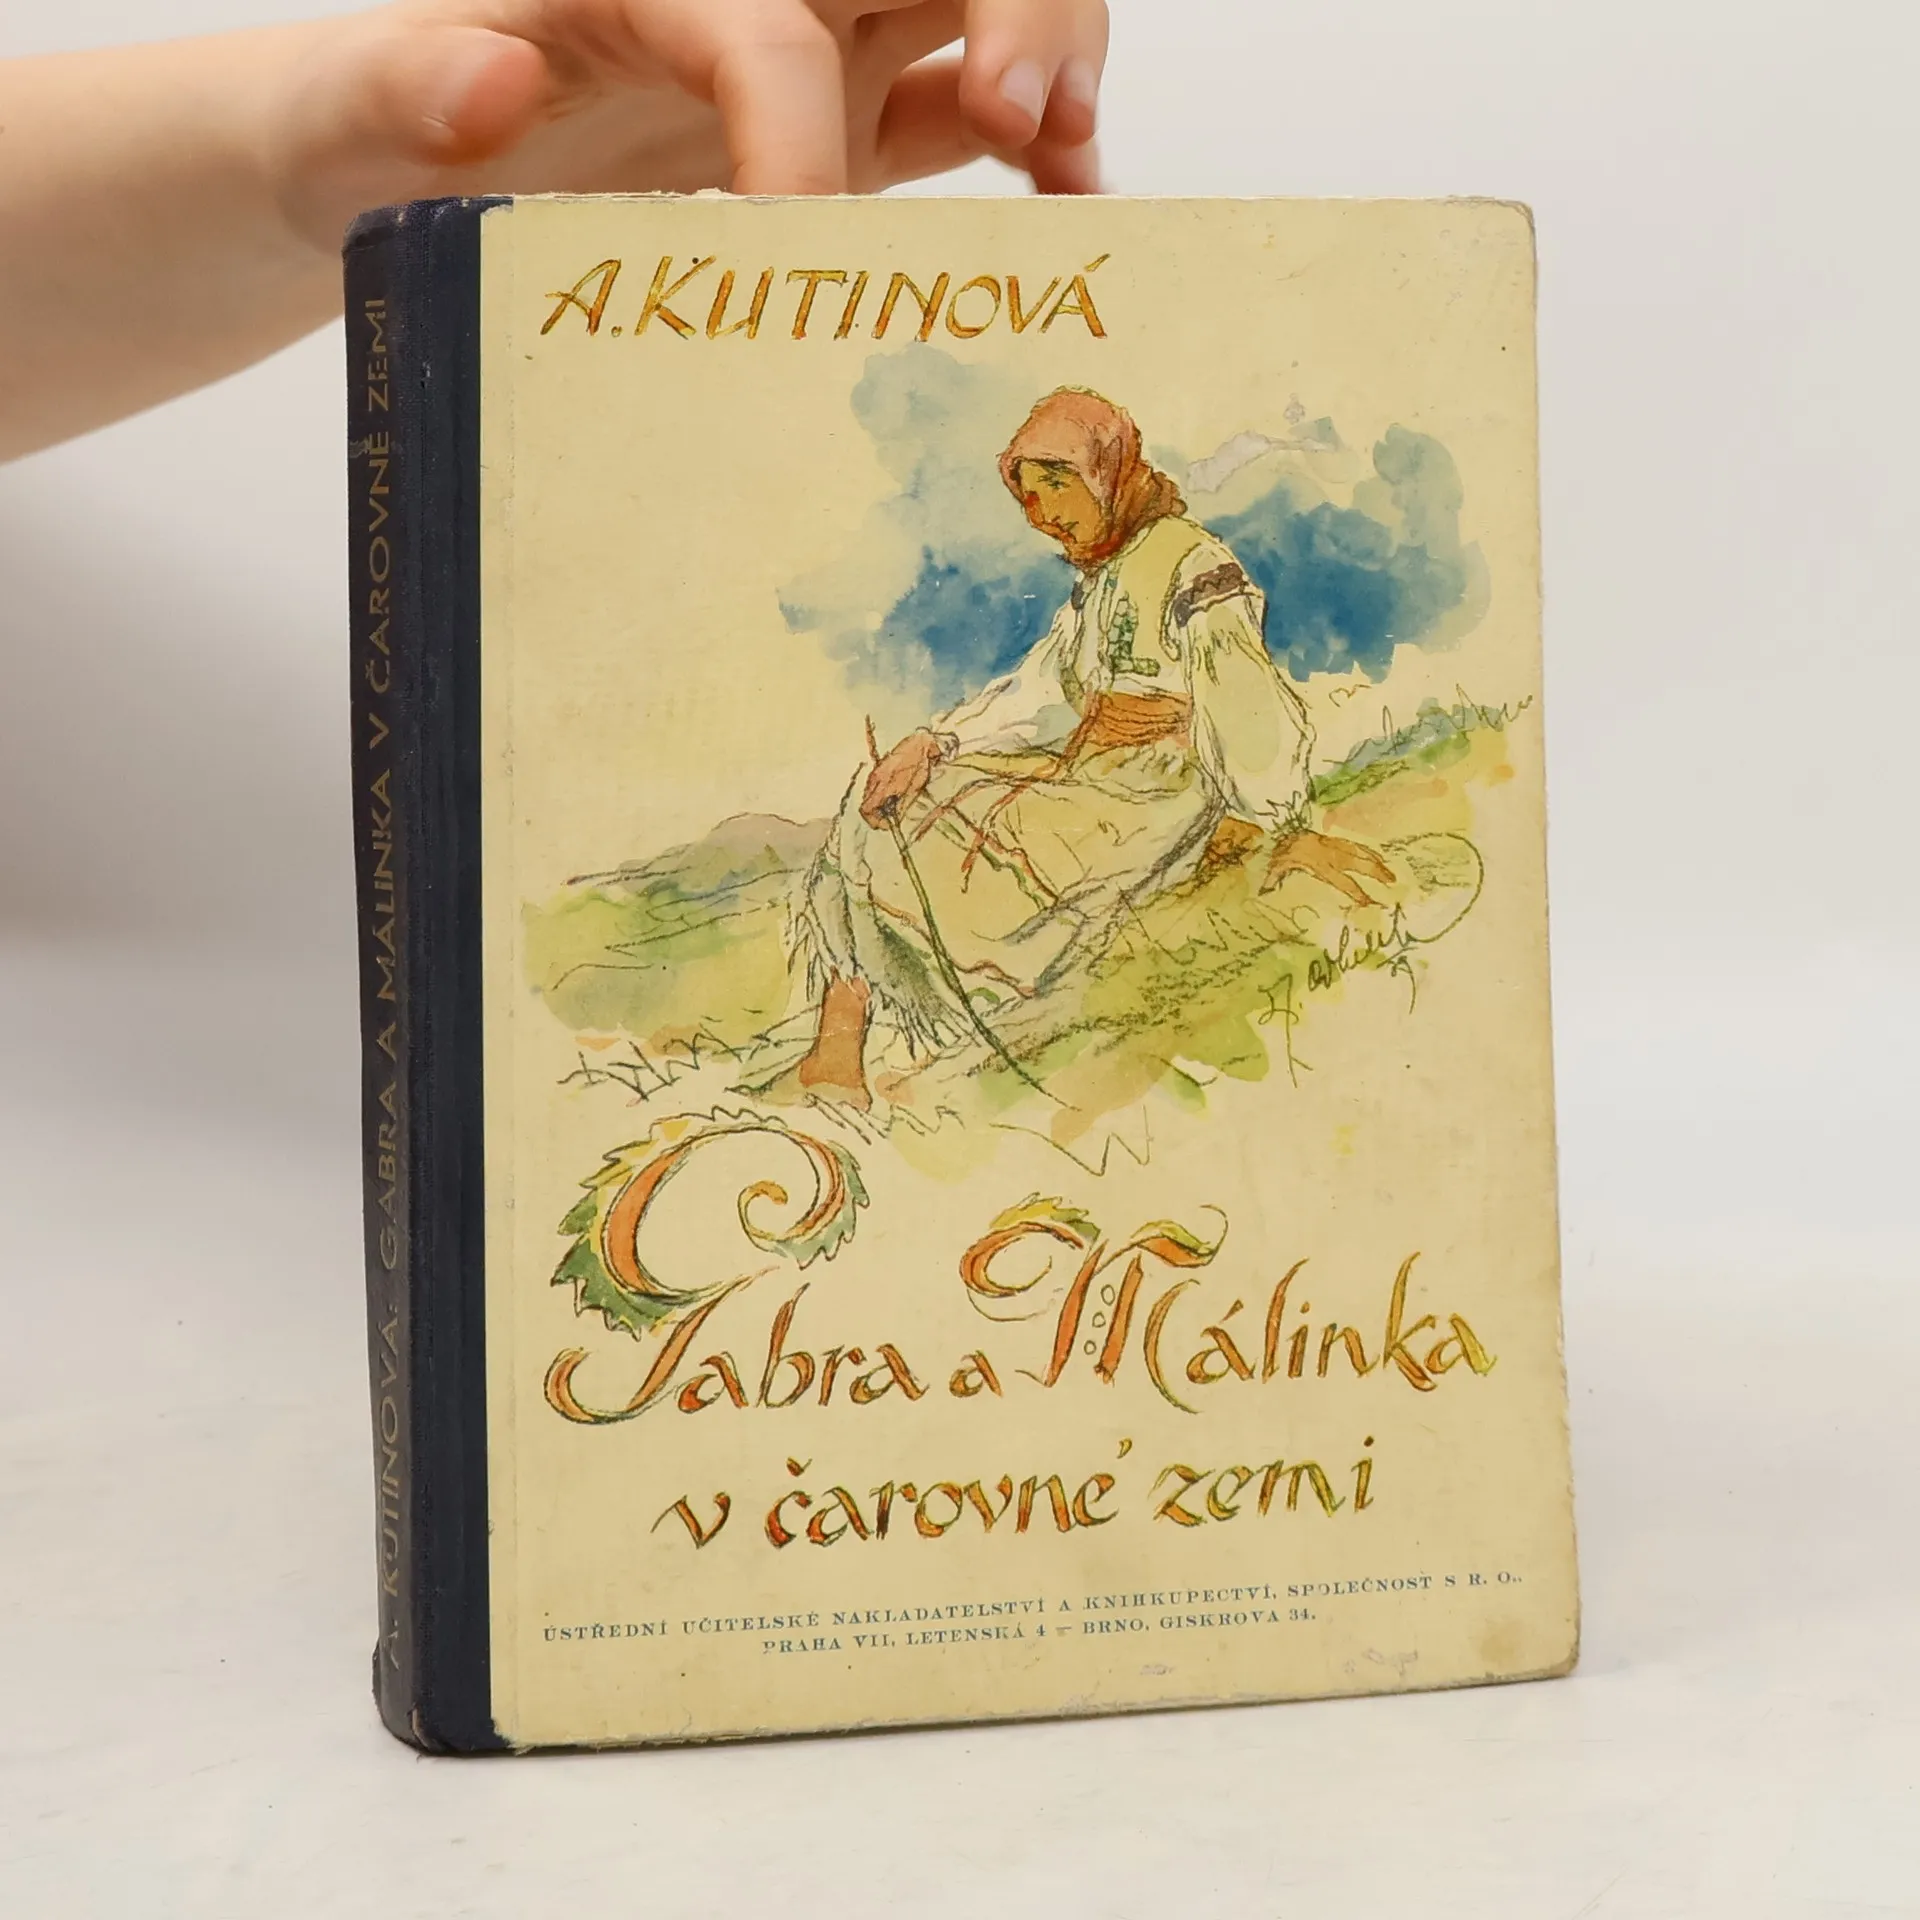 A. KUTINOVÁ: GABRA A MÁLINKA V ČAROVNÉ ZEMI
A. KUTINOVÁ
39
Gabra a Málinka
v čarovné zemi
ÚSTŘEDNÍ UČITELSKÉ NAKLADATELSTVÍ A KNIHKUPECTVÍ, SPOLEČNOST S R. O.,
PRAHA VII, LETENSKÁ 4 — BRNO, GISKROVA 34.